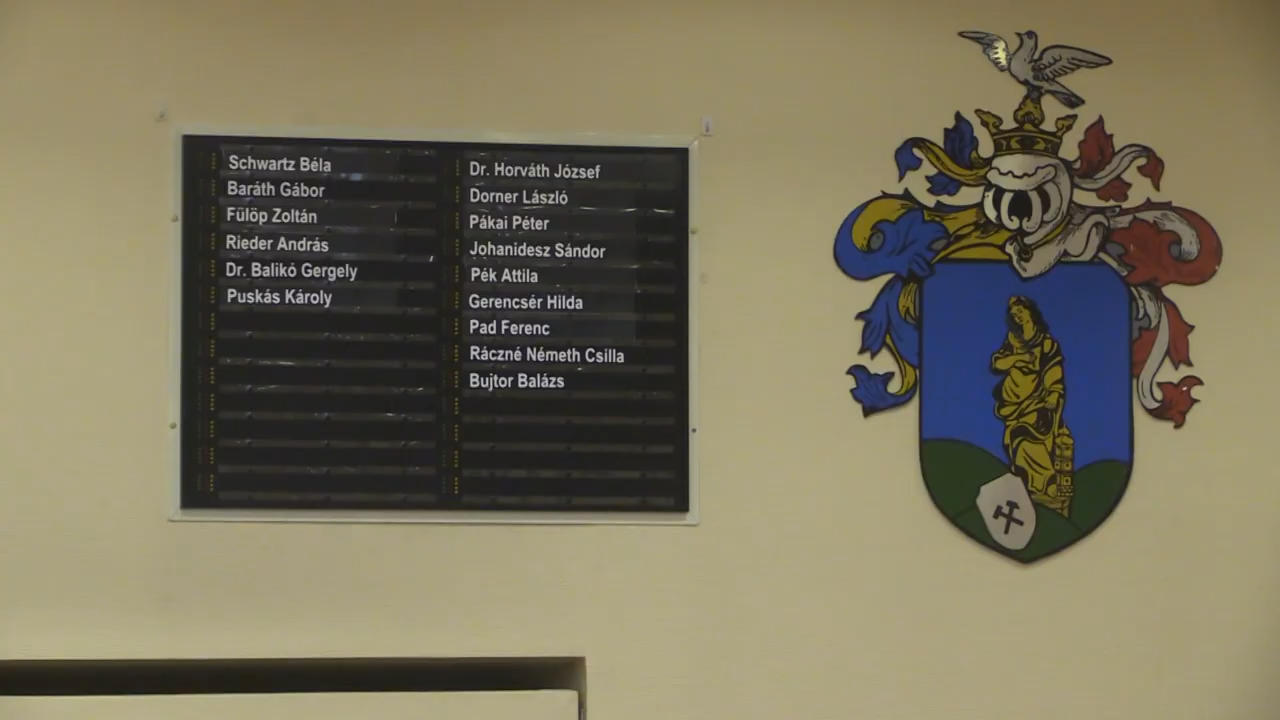 Schwartz Béla
Baráth Gábor
Fülöp Zoltán
Rieder András
Dr. Balikó Gergely
Puskás Károly
Dr. Horváth József
Dorner László
Pákai Péter
Johanidesz Sándor
Pék Attila
Gerencsér Hilda
Pad Ferenc
Ráczné Németh Csilla
Bujtor Balázs